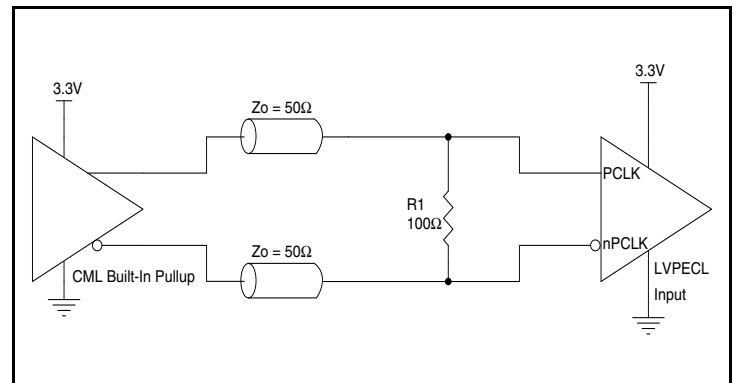 3.3V
3.3V
Zo = 50Ω
PCLK
R1
100Ω
nPCLK
Zo = 50Ω
CML Built-In Pullup
LVPECL
Input